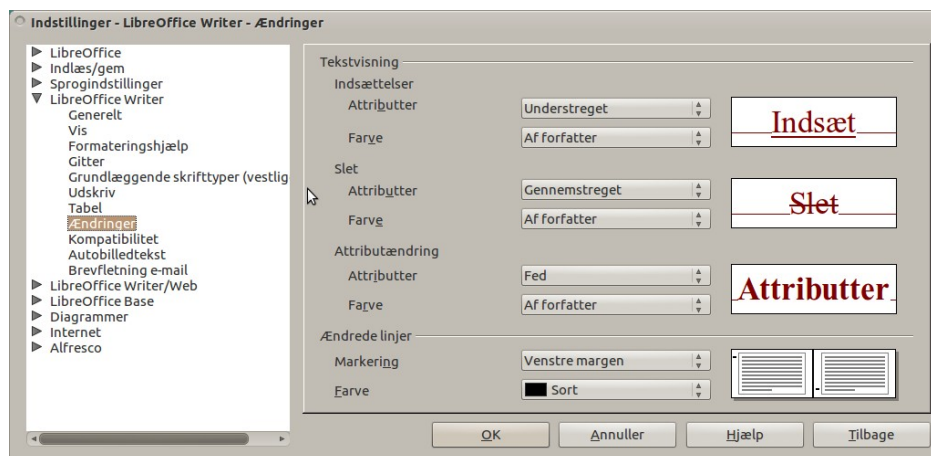 Indstillinger - LibreOffice Writer - Ændringer
LibreOffice
Indlæs/gem
Sprogindstillinger
LibreOffice Writer
Generelt
Vis
Formateringshjælp
Gitter
Grundlæggende skrifttyper (vestlig
Udskriv
Tabel
Ændringer
Kompatibilitet
Autobilledtekst
Brevfletning e-mail
LibreOffice Writer/Web
LibreOffice Base
Diagrammer
Internet
Alfresco
Tekstvisning
Indsættelser
Attributter Understreget
Farve Af forfatter
Indsæt
Slet
Attributter Gennemstreget
Farve Af forfatter
Slet
Attributændring
Attributter Fed
Farve Af forfatter
Attributter
Ændrede linjer
Markering Venstre margen
Farve Sort
OK Annuller Hjælp Tilbage